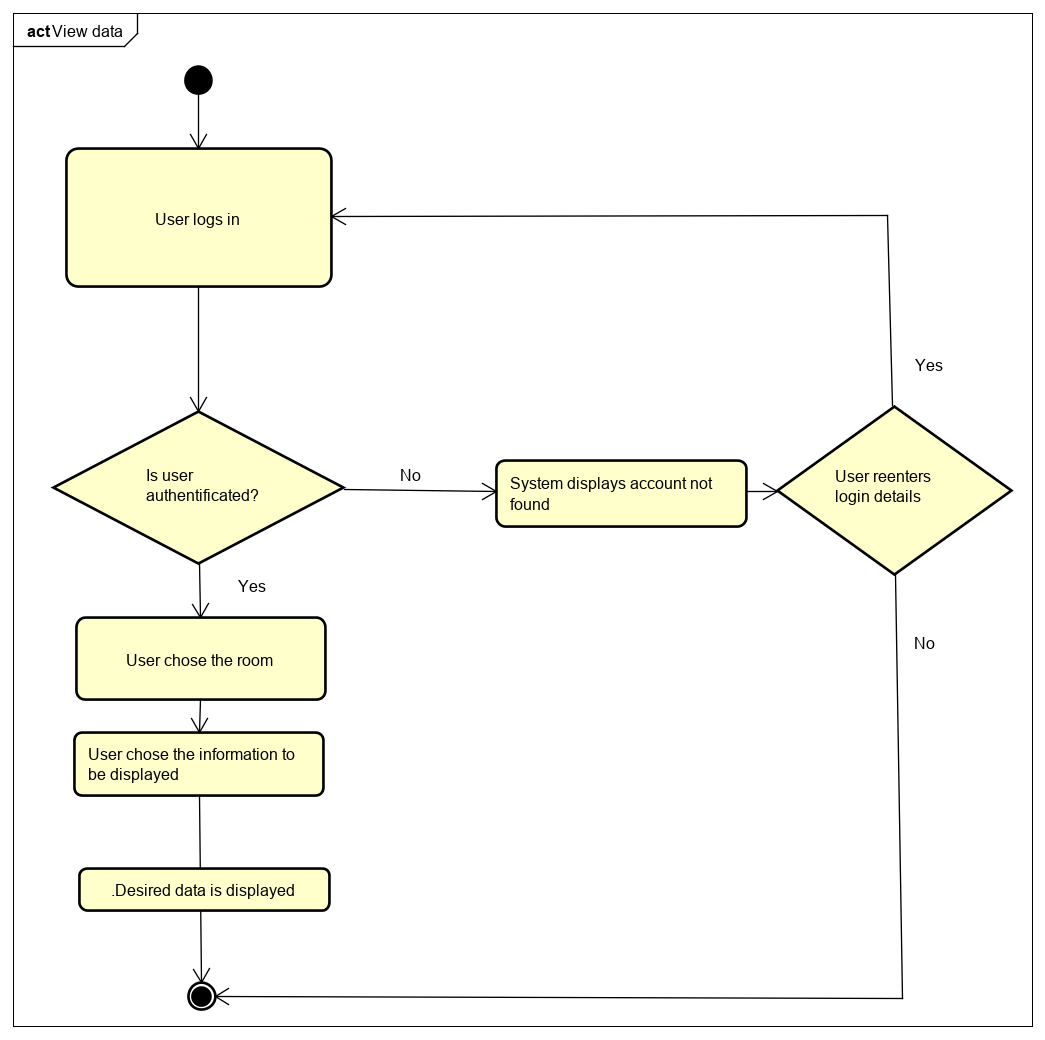 act View data
User logs in
Yes
Is user
authentificated?
No
System displays account not
found
User reenters
login details
Yes
No
User chose the room
User chose the information to
be displayed
.Desired data is displayed